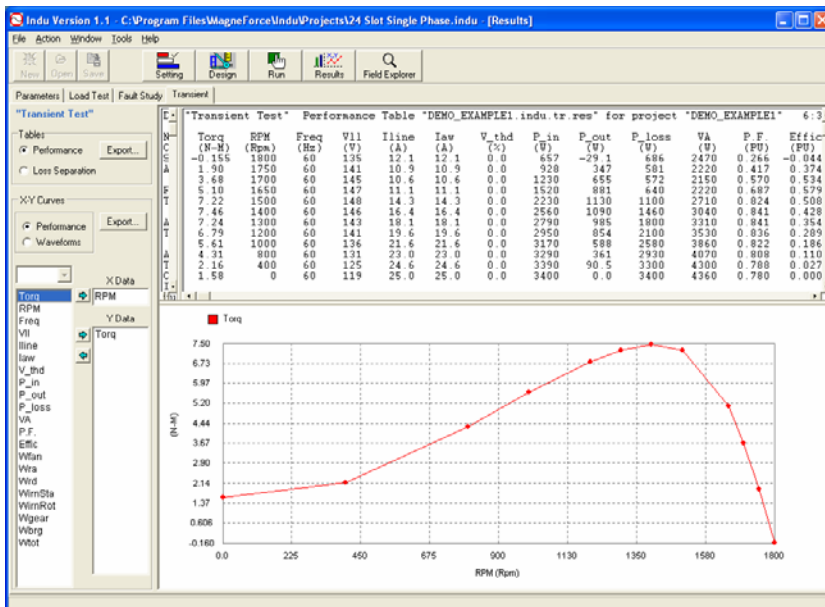 Indu Version 1.1 - C:\Program Files\MagneForce\Indu\Projects\24 Slot Single Phase.indu - [Results]
File Action Window Tools Help
New Open Save Setting Design Run Results Field Explorer
Parameters Load Test Fault Study Transient
"Transient Test"
Tables
Performance Export...
Loss Separation
X-Y Curves
Performance Export...
Waveforms
X Data
RPM
Y Data
Torq
Torq
RPM
Freq
Vll
Iline
Iaw
V_thd
P_in
P_out
P_loss
VA
P.F.
Effic
Wfan
Wra
Wrd
WirnSta
WirnRot
Wgear
Wbrg
Wtot
"Transient Test" Performance Table "DEMO_EXAMPLE1.indu.tr.res" for project "DEMO_EXAMPLE1" 6:3
Torq RPM Freq Vll Iline Iaw V_thd P_in P_out P_loss VA P.F. Effic
(N-M) (Rpm) (Hz) (V) (A) (A) (%) (W) (W) (W) (W) (PU) (PU)
-0.155 1800 60 135 12.1 12.1 0.0 657 -29.1 686 2470 0.266 -0.044
1.90 1750 60 141 10.9 10.9 0.0 928 347 581 2220 0.417 0.374
3.68 1700 60 145 10.6 10.6 0.0 1230 655 572 2150 0.570 0.534
5.10 1650 60 147 11.1 11.1 0.0 1520 881 640 2220 0.687 0.579
7.22 1500 60 148 14.3 14.3 0.0 2230 1130 1100 2710 0.824 0.508
7.46 1400 60 146 16.4 16.4 0.0 2560 1090 1460 3040 0.841 0.428
7.24 1300 60 143 18.1 18.1 0.0 2790 985 1800 3310 0.841 0.354
6.79 1200 60 141 19.6 19.6 0.0 2950 854 2100 3530 0.836 0.289
5.61 1000 60 136 21.6 21.6 0.0 3170 588 2580 3860 0.822 0.186
4.31 800 60 131 23.0 23.0 0.0 3290 361 2930 4070 0.808 0.110
2.16 400 60 125 24.6 24.6 0.0 3390 90.5 3300 4300 0.788 0.027
1.58 0 60 119 25.0 25.0 0.0 3400 0.0 3400 4360 0.780 0.000
Torq
7.50
6.73
5.97
5.20
4.44
3.67
2.90
2.14
1.37
0.606
-0.160
(N-M)
0.0 225 450 675 900 1130 1350 1580 1800
RPM (Rpm)